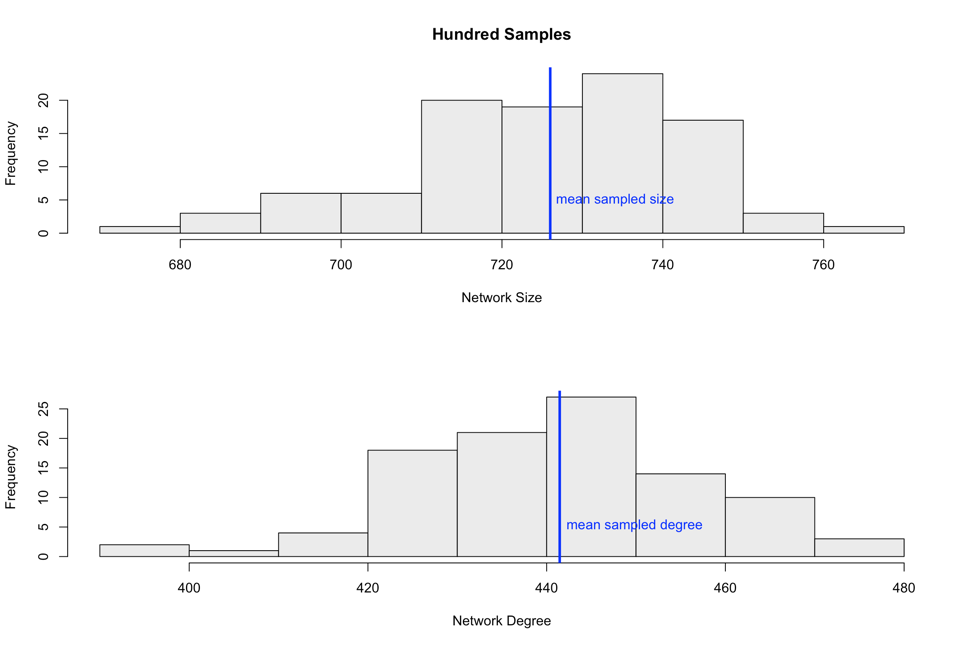 Hundred Samples
Frequency
20
15
10
5
0
mean sampled size
680 700 720 740 760
Network Size
Frequency
25
20
15
10
5
0
mean sampled degree
400 420 440 460 480
Network Degree